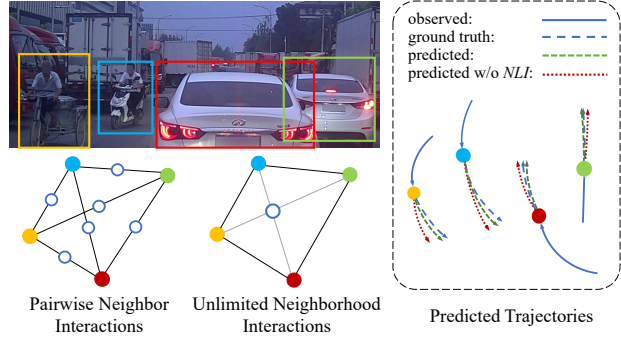 observed:
ground truth:
predicted:
predicted w/o NLI:
Pairwise Neighbor
Interactions
Unlimited Neighborhood
Interactions
Predicted Trajectories